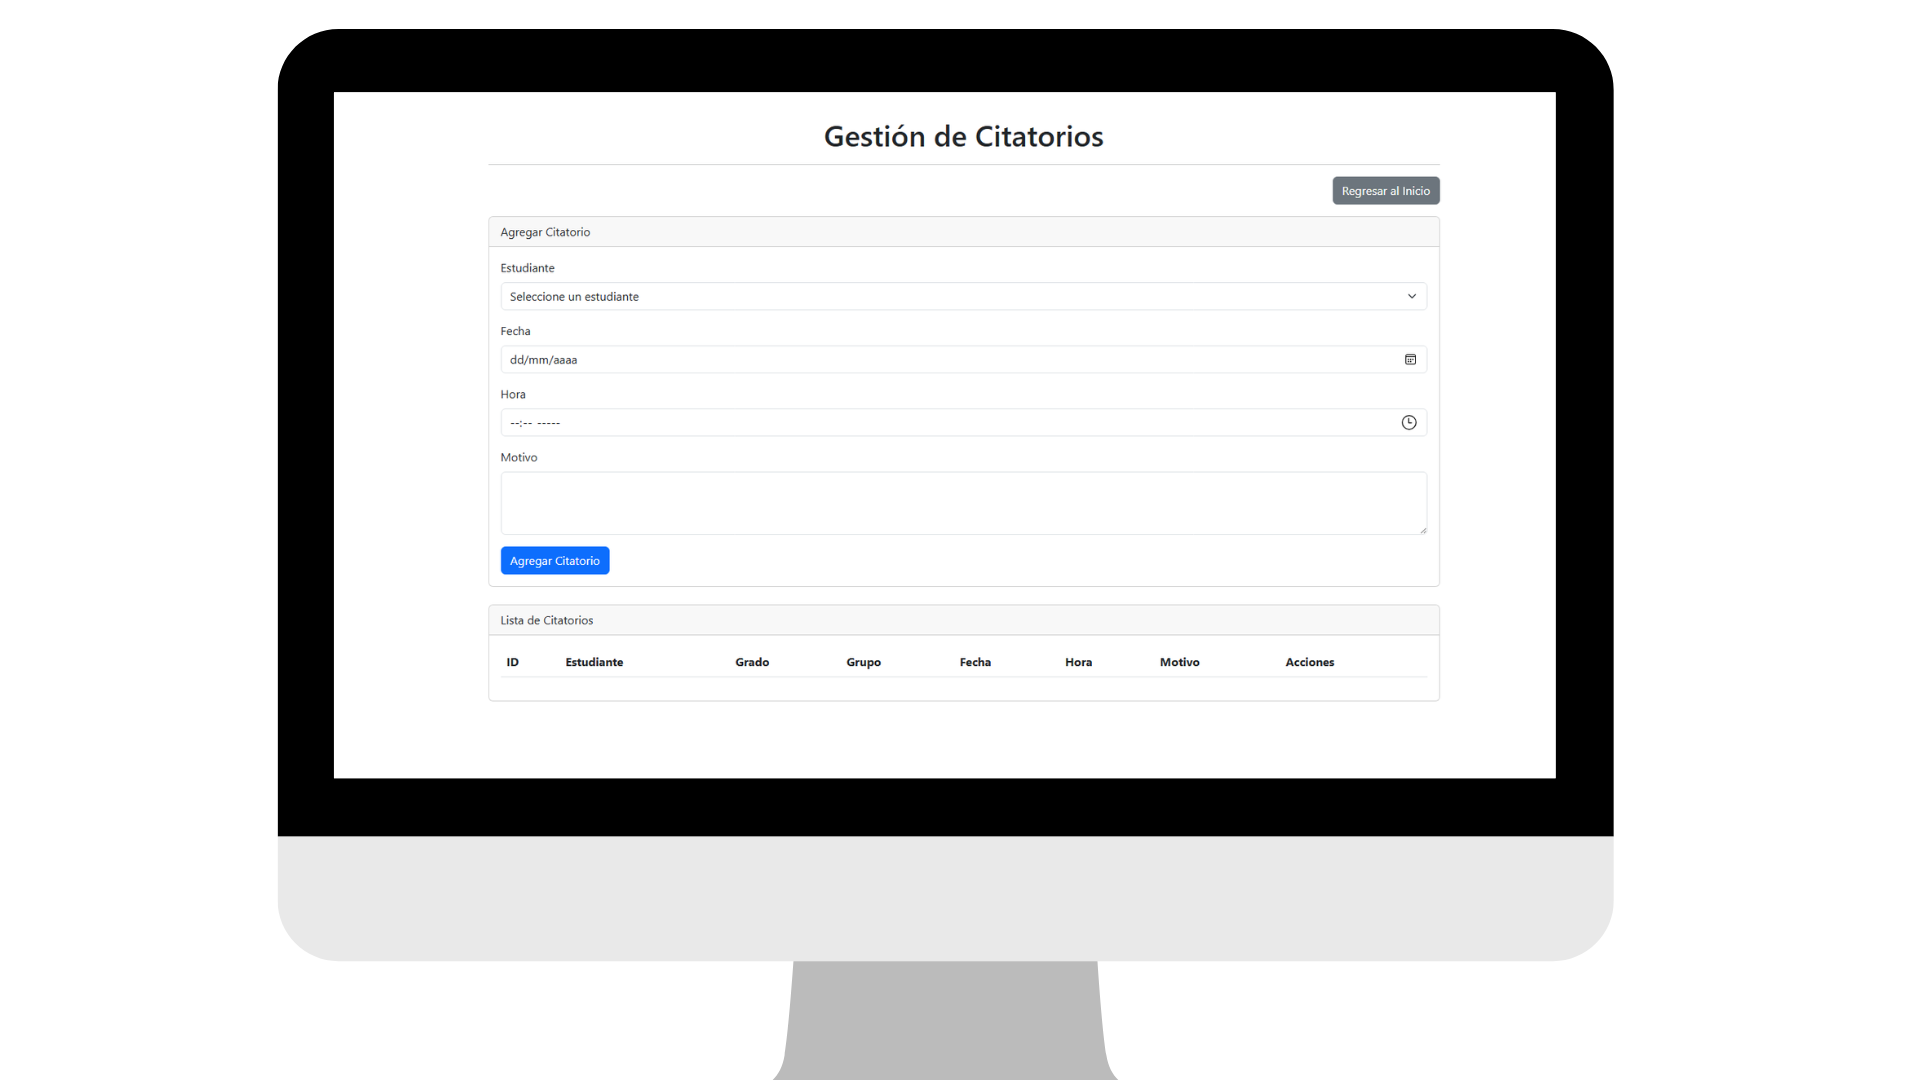 Gestión de Citatorios
Regresar al Inicio
Agregar Citatorio
Estudiante
Seleccione un estudiante
Fecha
dd/mm/aaaa
Hora
--:-- -----
Motivo
Agregar Citatorio
Lista de Citatorios
ID Estudiante Grado Grupo Fecha Hora Motivo Acciones